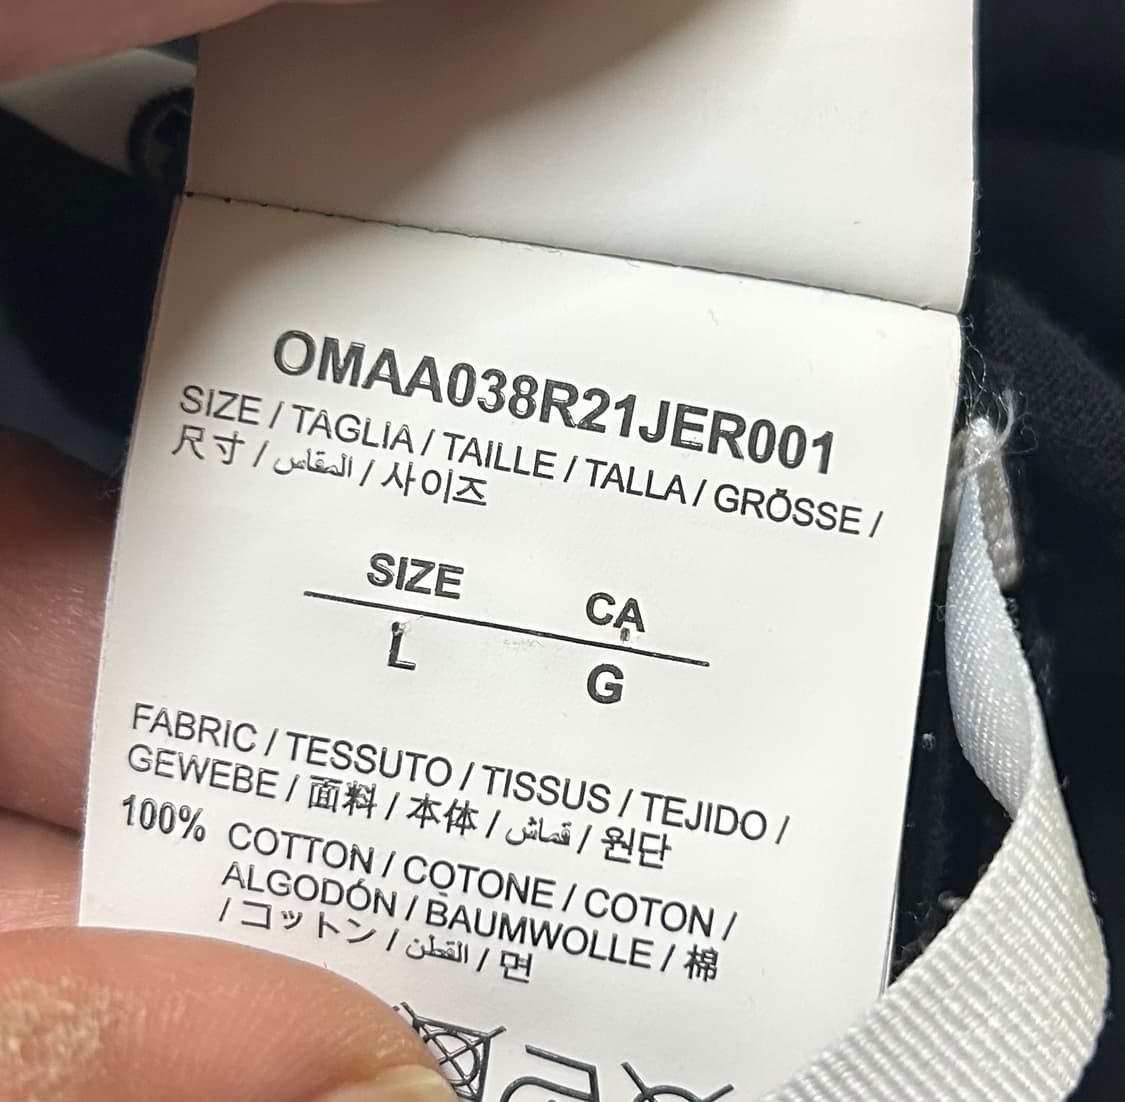 OMAA038R21JER001
SIZE / TAGLIA / TAILLE / TALLA / GRÖSSE /
尺寸 / المقاس / 사이즈
SIZE CA
L G
FABRIC / TESSUTO / TISSUS / TEJIDO /
GEWEBE / 面料 / 本体 / قماش / 원단
100% COTTON / COTONE / COTON /
ALGODÓN / BAUMWOLLE / 棉
/ コットン / القطن / 면